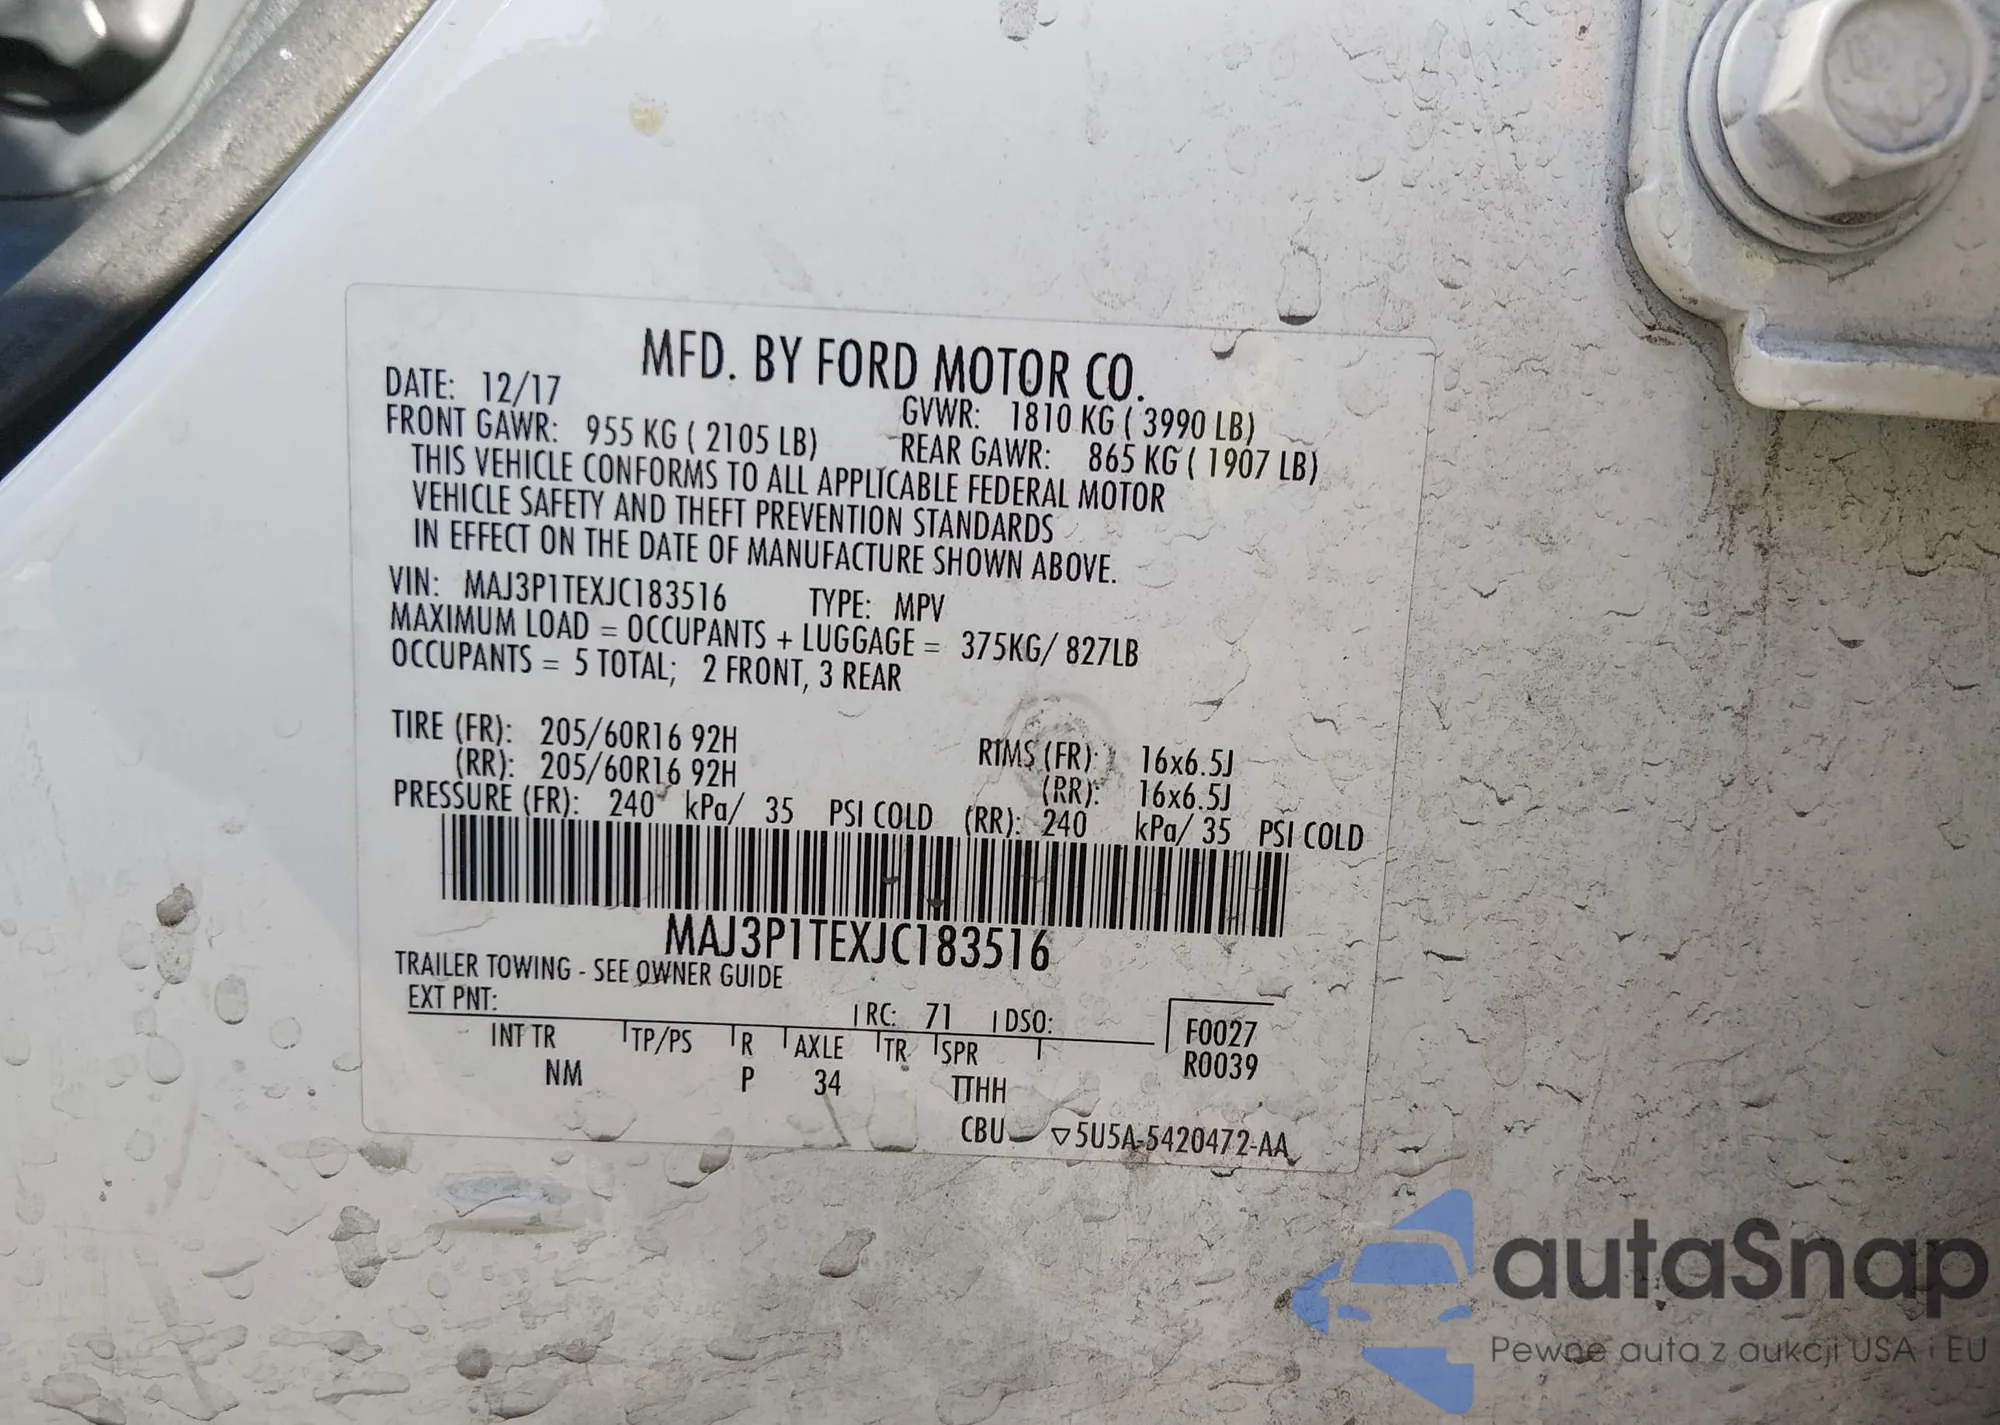 MFD. BY FORD MOTOR CO.
DATE: 12/17
GVWR: 1810 KG ( 3990 LB)
FRONT GAWR: 955 KG ( 2105 LB)
REAR GAWR: 865 KG ( 1907 LB)
THIS VEHICLE CONFORMS TO ALL APPLICABLE FEDERAL MOTOR
VEHICLE SAFETY AND THEFT PREVENTION STANDARDS
IN EFFECT ON THE DATE OF MANUFACTURE SHOWN ABOVE.
VIN: MAJ3P1TEXJC183516 TYPE: MPV
MAXIMUM LOAD = OCCUPANTS + LUGGAGE = 375KG/ 827LB
OCCUPANTS = 5 TOTAL; 2 FRONT, 3 REAR
TIRE (FR): 205/60R16 92H RIMS (FR): 16x6.5J
(RR): 205/60R16 92H (RR): 16x6.5J
PRESSURE (FR): 240 kPa/ 35 PSI COLD (RR): 240 kPa/ 35 PSI COLD
MAJ3P1TEXJC183516
TRAILER TOWING - SEE OWNER GUIDE
EXT PNT: RC: 71 DSO:
INT TR TP/PS R AXLE TR SPR
NM P 34 TTHH
F0027
R0039
CBU ▽5U5A-5420472-AA
autaSnap
Pewne auta z aukcji USA i EU